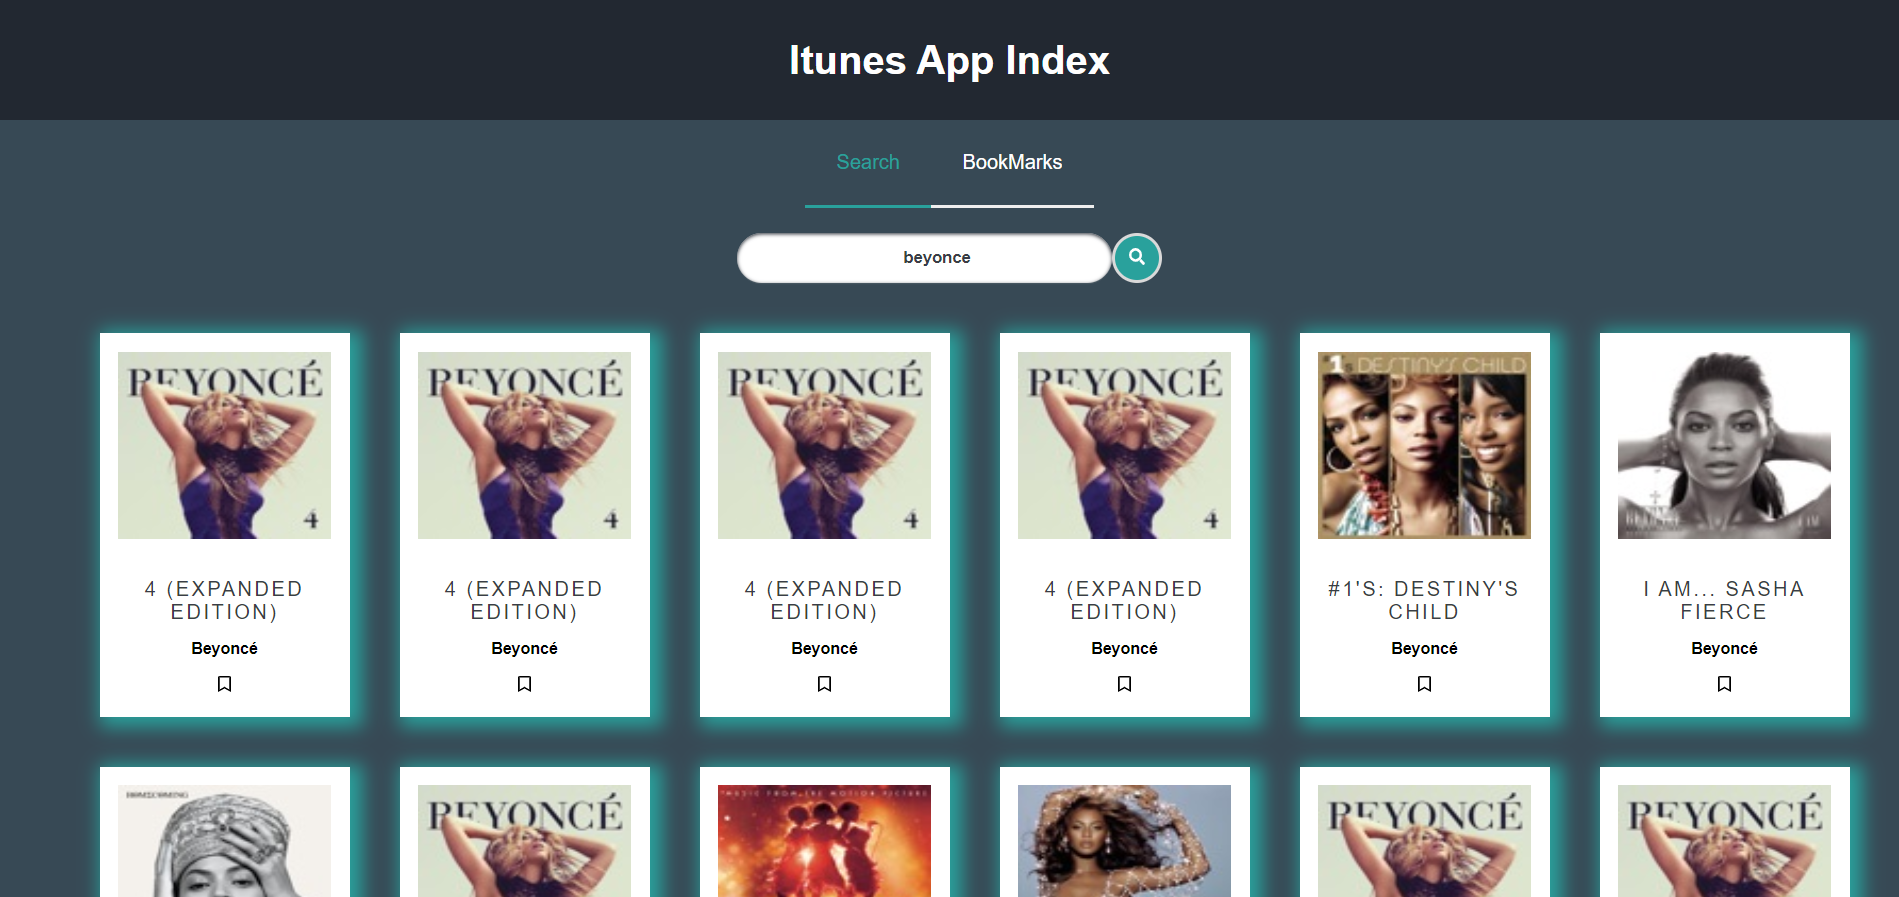 Itunes App Index
Search BookMarks
beyonce
BEYONCÉ
4
BEYONCÉ
4
BEYONCÉ
4
BEYONCÉ
4
#1's DESTINY'S CHILD
I AM
4 (EXPANDED
EDITION)
Beyoncé
4 (EXPANDED
EDITION)
Beyoncé
4 (EXPANDED
EDITION)
Beyoncé
4 (EXPANDED
EDITION)
Beyoncé
#1'S: DESTINY'S
CHILD
Beyoncé
I AM... SASHA
FIERCE
Beyoncé
HOMECOMING
BEYONCÉ
MUSIC FROM THE MOTION PICTURE
BEYONCÉ
BEYONCÉ